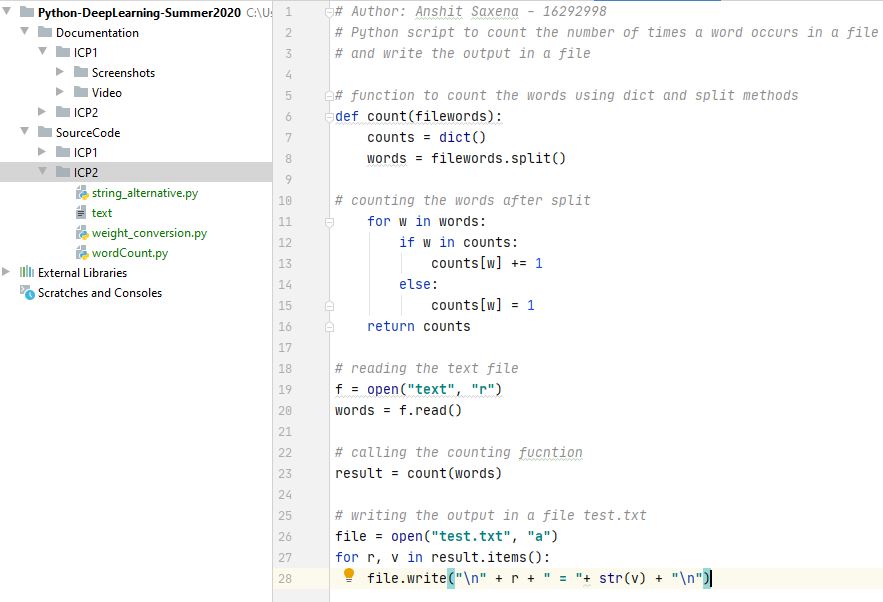 Python-DeepLearning-Summer2020 C:\U
Documentation
ICP1
Screenshots
Video
ICP2
SourceCode
ICP1
ICP2
string_alternative.py
text
weight_conversion.py
wordCount.py
External Libraries
Scratches and Consoles
1 # Author: Anshit Saxena - 16292998
2 # Python script to count the number of times a word occurs in a file
3 # and write the output in a file
4
5 # function to count the words using dict and split methods
6 def count(filewords):
7     counts = dict()
8     words = filewords.split()
9
10 # counting the words after split
11     for w in words:
12         if w in counts:
13             counts[w] += 1
14         else:
15             counts[w] = 1
16     return counts
17
18 # reading the text file
19 f = open("text", "r")
20 words = f.read()
21
22 # calling the counting fucntion
23 result = count(words)
24
25 # writing the output in a file test.txt
26 file = open("test.txt", "a")
27 for r, v in result.items():
28     file.write("\n" + r + " = "+ str(v) + "\n")